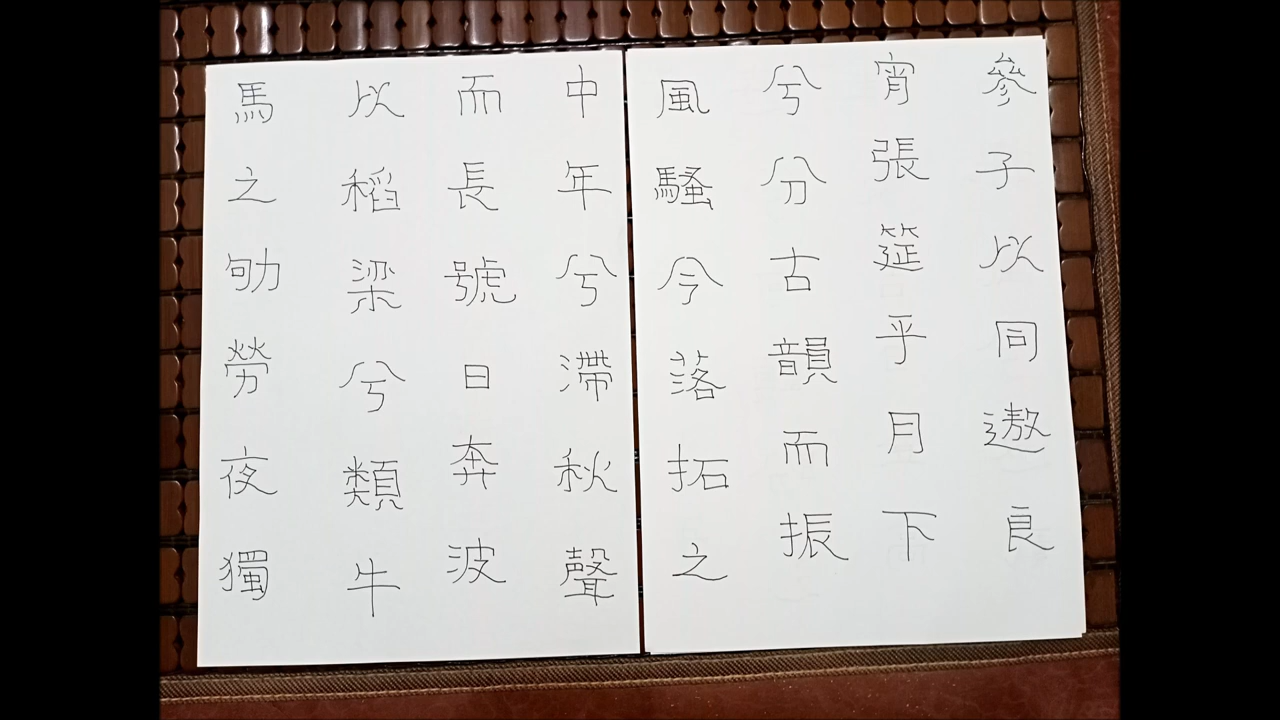 參子以同遨良
宵張筵乎月下
兮分古韻而振
風騷今落拓之
中年兮滯秋聲
而長號日奔波
以稻梁兮類牛
馬之劬勞夜獨